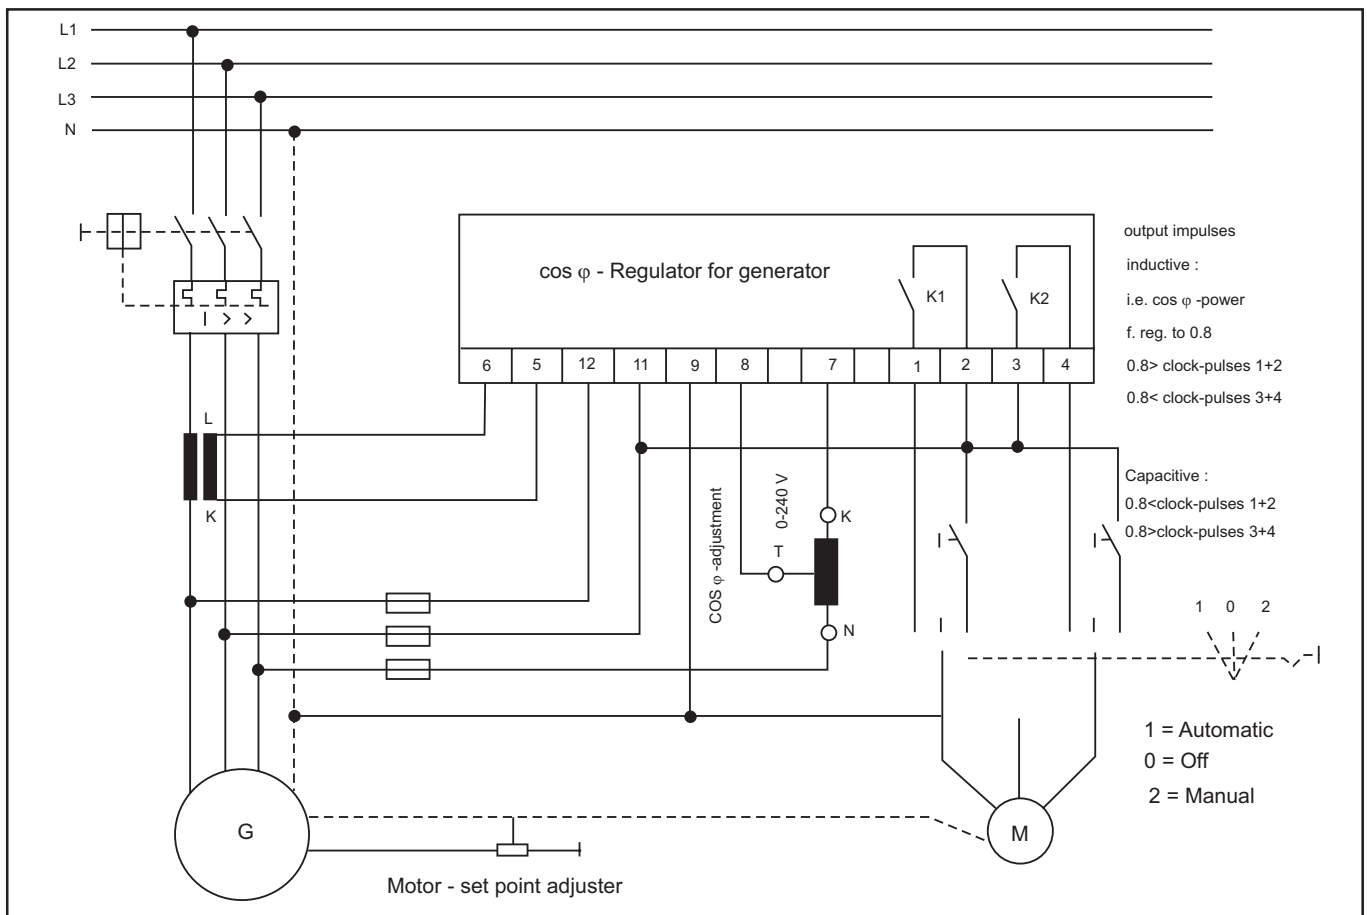 L1
L2
L3
N
cos φ - Regulator for generator
K1
K2
6 5 12 11 9 8 7 1 2 3 4
output impulses
inductive :
i.e. cos φ -power
f. reg. to 0.8
0.8> clock-pulses 1+2
0.8< clock-pulses 3+4
Capacitive :
0.8<clock-pulses 1+2
0.8>clock-pulses 3+4
I > >
L
K
COS φ -adjustment
0-240 V
K
T
N
1 0 2
1 = Automatic
0 = Off
2 = Manual
G
M
Motor - set point adjuster